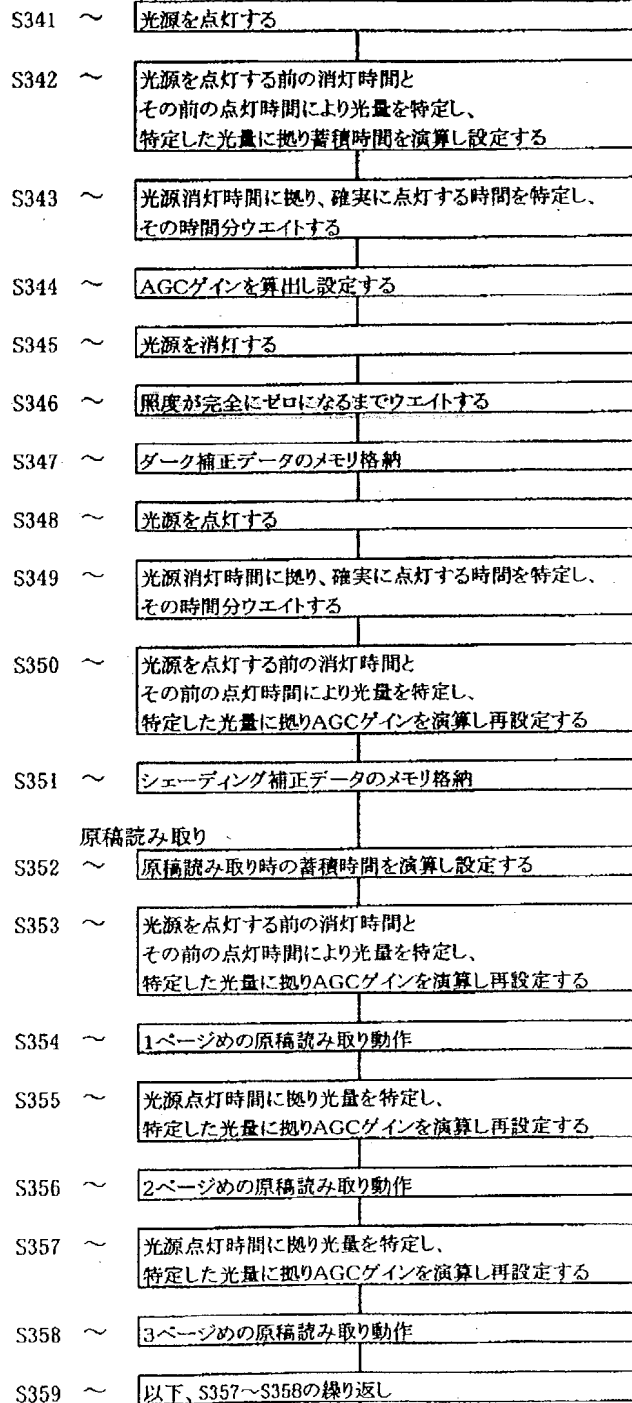 S341 ～ 光源を点灯する
S342 ～ 光源を点灯する前の消灯時間と
その前の点灯時間により光量を特定し、
特定した光量に拠り蓄積時間を演算し設定する
S343 ～ 光源消灯時間に拠り、確実に点灯する時間を特定し、
その時間分ウエイトする
S344 ～ AGCゲインを算出し設定する
S345 ～ 光源を消灯する
S346 ～ 照度が完全にゼロになるまでウエイトする
S347 ～ ダーク補正データのメモリ格納
S348 ～ 光源を点灯する
S349 ～ 光源消灯時間に拠り、確実に点灯する時間を特定し、
その時間分ウエイトする
S350 ～ 光源を点灯する前の消灯時間と
その前の点灯時間により光量を特定し、
特定した光量に拠りAGCゲインを演算し再設定する
S351 ～ シェーディング補正データのメモリ格納
原稿読み取り
S352 ～ 原稿読み取り時の蓄積時間を演算し設定する
S353 ～ 光源を点灯する前の消灯時間と
その前の点灯時間により光量を特定し、
特定した光量に拠りAGCゲインを演算し再設定する
S354 ～ 1ページめの原稿読み取り動作
S355 ～ 光源点灯時間に拠り光量を特定し、
特定した光量に拠りAGCゲインを演算し再設定する
S356 ～ 2ページめの原稿読み取り動作
S357 ～ 光源点灯時間に拠り光量を特定し、
特定した光量に拠りAGCゲインを演算し再設定する
S358 ～ 3ページめの原稿読み取り動作
S359 ～ 以下、S357～S358の繰り返し